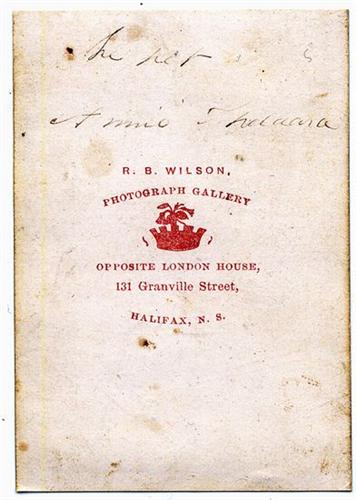 R. B. WILSON,
PHOTOGRAPH GALLERY
OPPOSITE LONDON HOUSE,
131 Granville Street,
HALIFAX, N. S.